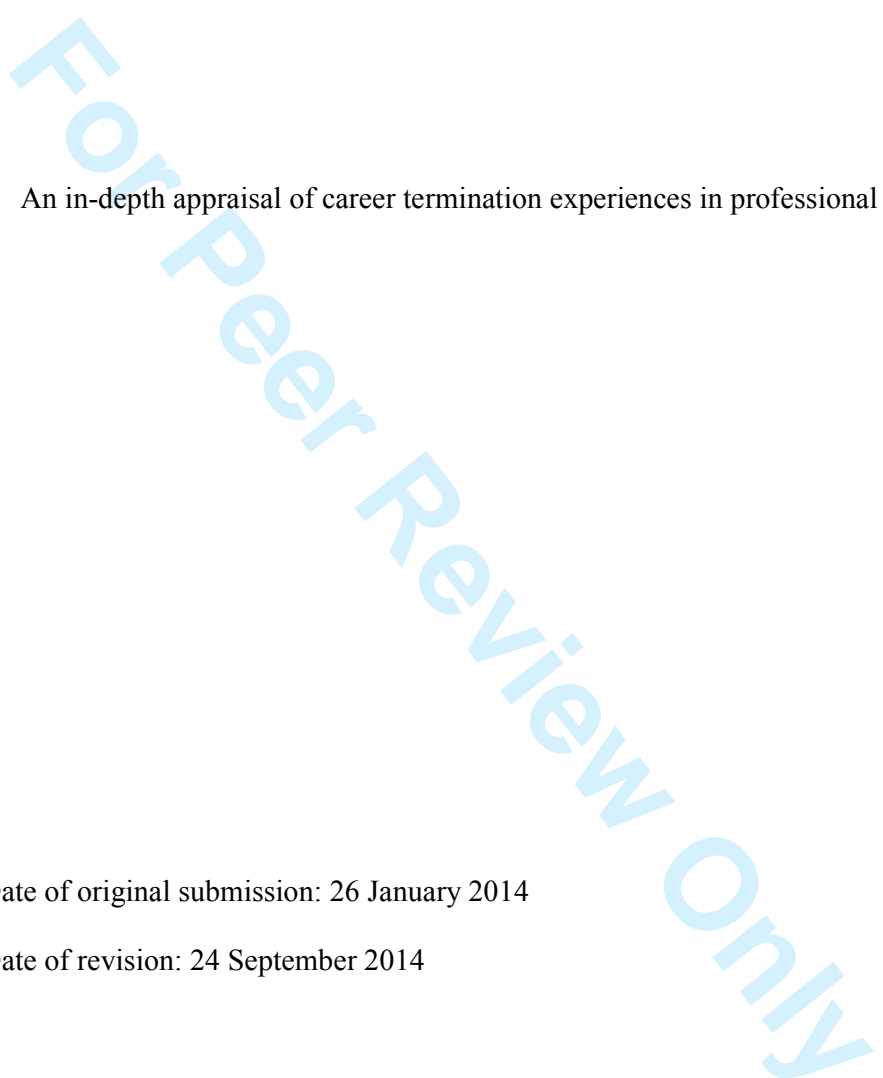 An in-depth appraisal of career termination experiences in professional
ate of original submission: 26 January 2014
ate of revision: 24 September 2014
For Peer Review Only